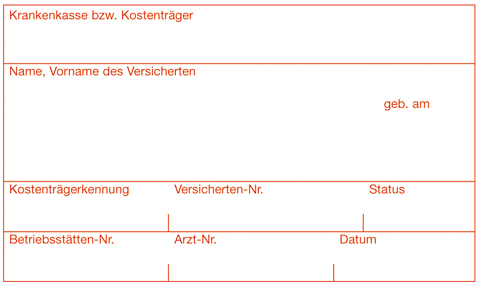 Krankenkasse bzw. Kostenträger
Name, Vorname des Versicherten
geb. am
Kostenträgerkennung Versicherten-Nr. Status
Betriebsstätten-Nr. Arzt-Nr. Datum